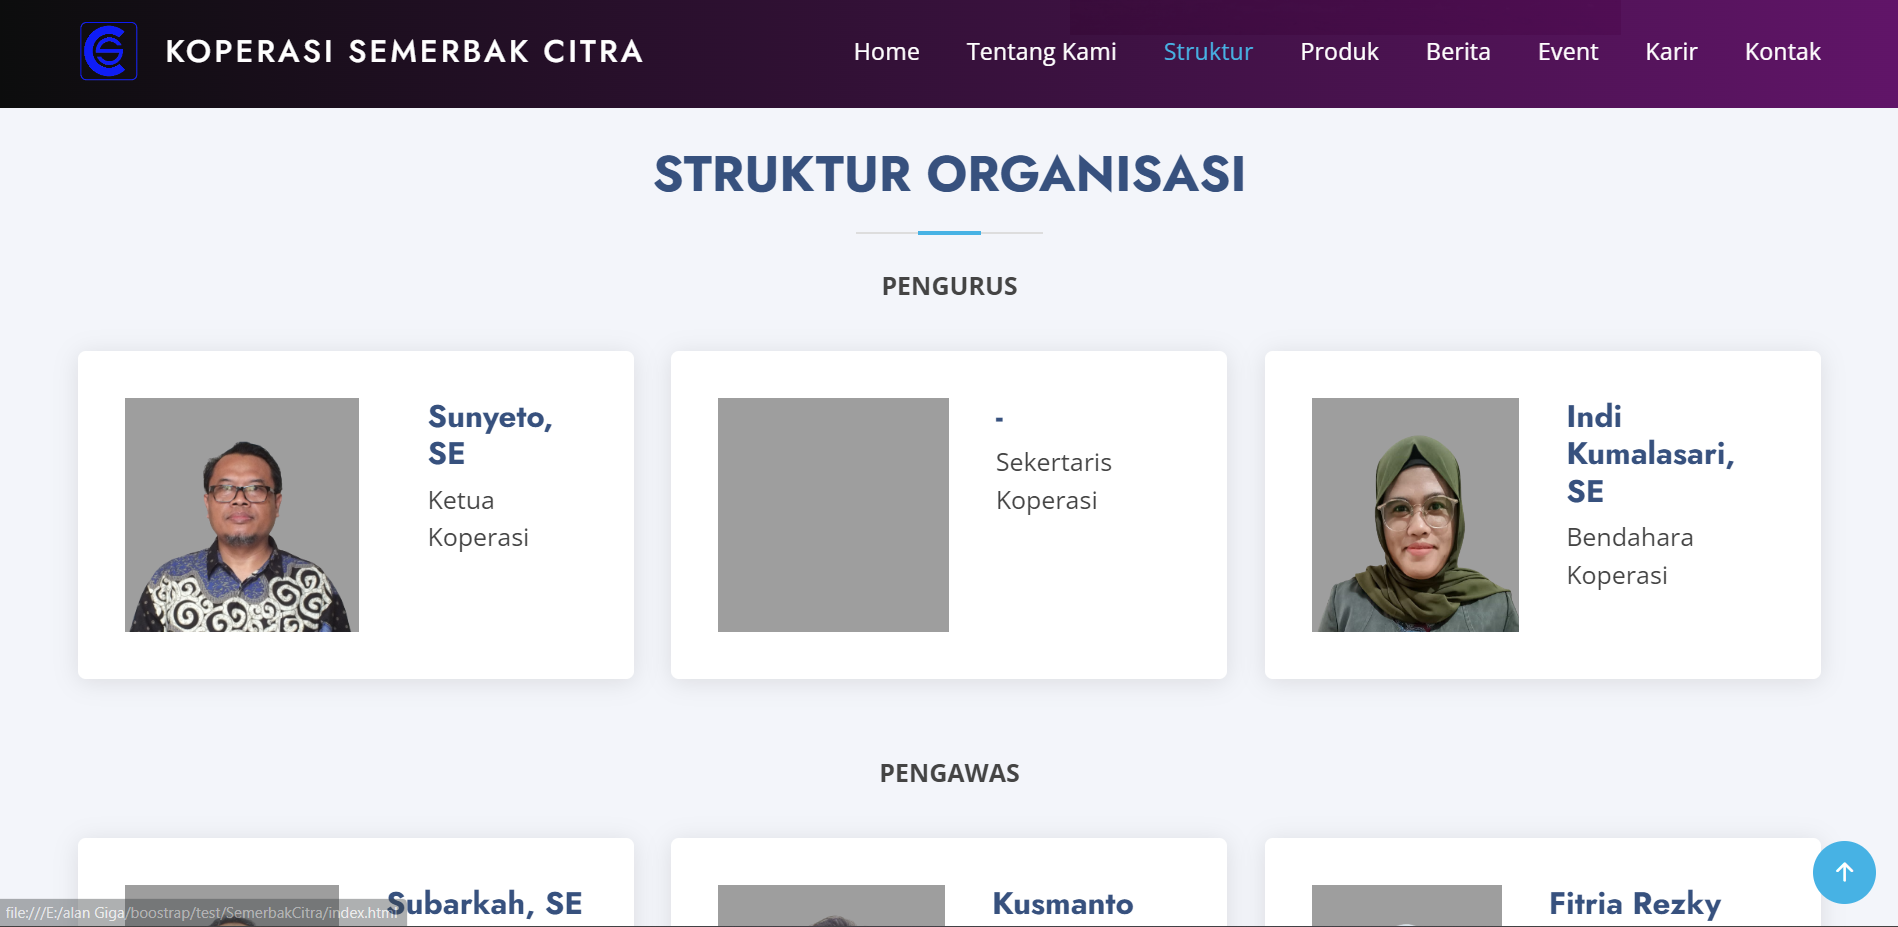 KOPERASI SEMERBAK CITRA
Home Tentang Kami Struktur Produk Berita Event Karir Kontak
STRUKTUR ORGANISASI
PENGURUS
Sunyeto,
SE
Ketua
Koperasi
-
Sekertaris
Koperasi
Indi
Kumalasari,
SE
Bendahara
Koperasi
PENGAWAS
Subarkah, SE
Kusmanto
Fitria Rezky
file:///E:/alan Giga/boostrap/test/SemerbakCitra/index.html